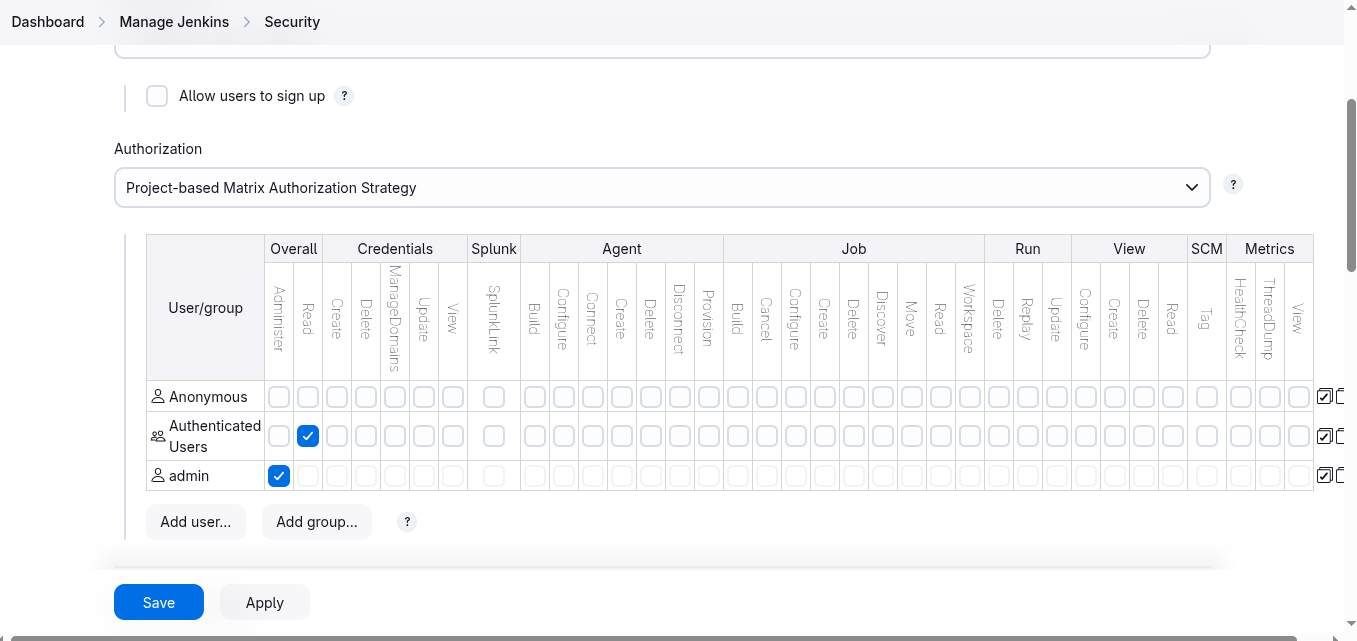 Dashboard > Manage Jenkins > Security
Allow users to sign up ?
Authorization
Project-based Matrix Authorization Strategy ?
User/group Overall Credentials Splunk Agent Job Run View SCM Metrics
Administer Read Create Delete ManageDomains Update View SplunkLink Build Configure Connect Create Delete Disconnect Provision Build Cancel Configure Create Delete Discover Move Read Workspace Delete Replay Update Configure Create Delete Read Tag HealthCheck ThreadDump View
Anonymous
Authenticated
Users
admin
Add user... Add group... ?
Save Apply